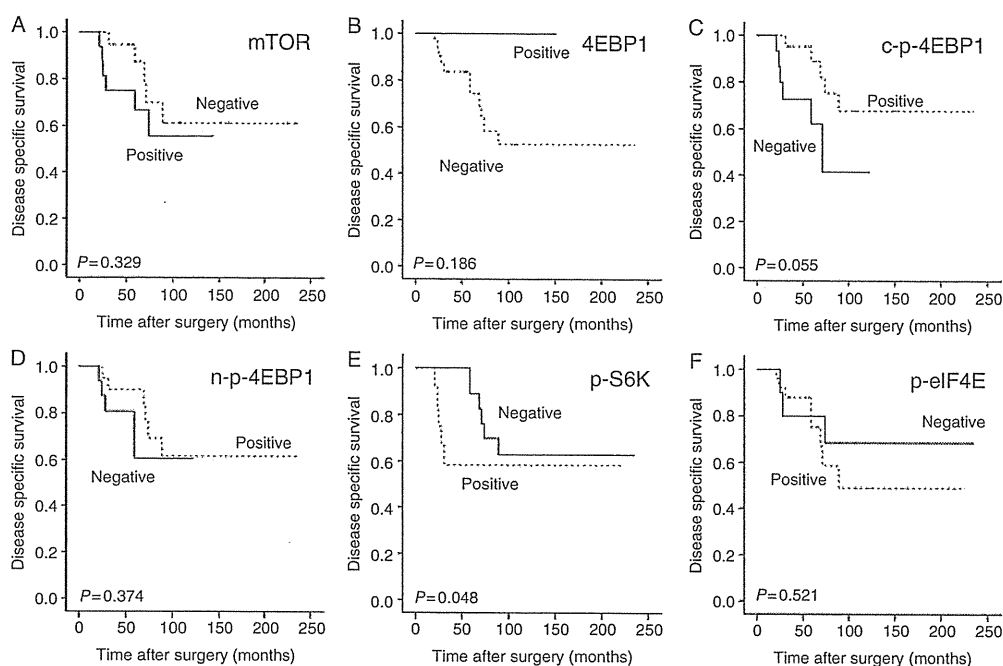 A
mTOR
Disease specific survival
1.0
0.8
0.6
0.4
0.2
0.0
Negative
Positive
P=0.329
0 50 100 150 200 250
Time after surgery (months)
B
4EBP1
Disease specific survival
1.0
0.8
0.6
0.4
0.2
0.0
Positive
Negative
P=0.186
0 50 100 150 200 250
Time after surgery (months)
C
c-p-4EBP1
Disease specific survival
1.0
0.8
0.6
0.4
0.2
0.0
Positive
Negative
P=0.055
0 50 100 150 200 250
Time after surgery (months)
D
n-p-4EBP1
Disease specific survival
1.0
0.8
0.6
0.4
0.2
0.0
Positive
Negative
P=0.374
0 50 100 150 200 250
Time after surgery (months)
E
p-S6K
Disease specific survival
1.0
0.8
0.6
0.4
0.2
0.0
Negative
Positive
P=0.048
0 50 100 150 200 250
Time after surgery (months)
F
p-eIF4E
Disease specific survival
1.0
0.8
0.6
0.4
0.2
0.0
Negative
Positive
P=0.521
0 50 100 150 200 250
Time after surgery (months)